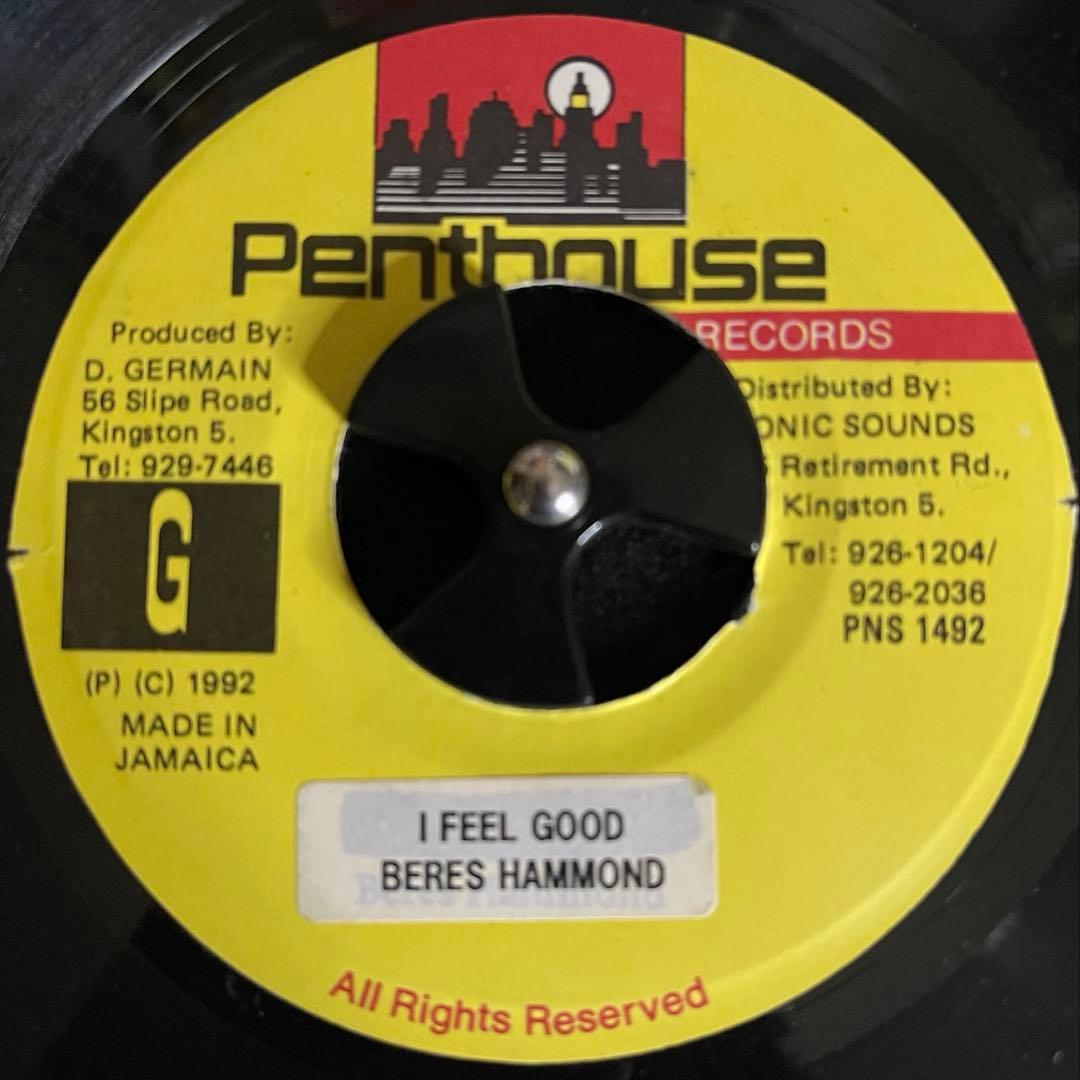 Penthouse
RECORDS
Produced By:
D. GERMAIN
56 Slipe Road,
Kingston 5.
Tel: 929-7446
G
(P) (C) 1992
MADE IN
JAMAICA
Distributed By:
ONIC SOUNDS
Retirement Rd.,
Kingston 5.
Tel: 926-1204/
926-2036
PNS 1492
I FEEL GOOD
BERES HAMMOND
Beres Hammond
All Rights Reserved